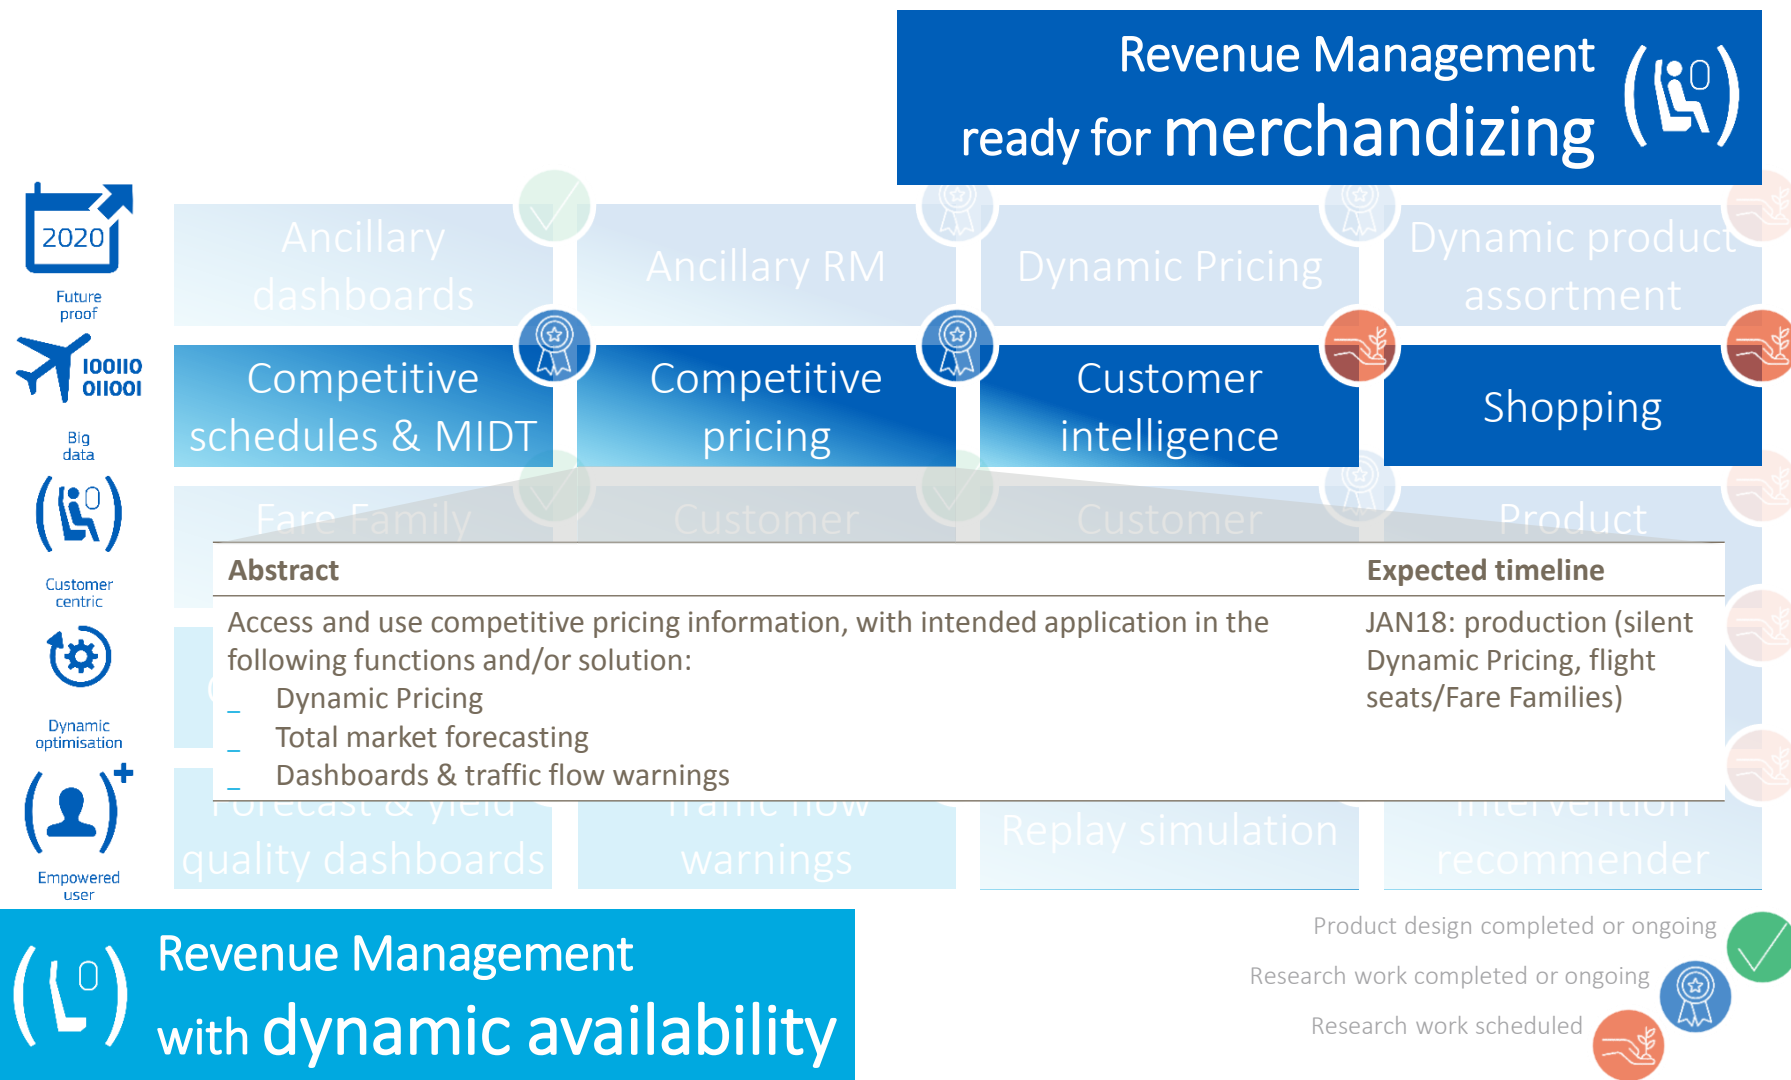 Revenue Management
ready for merchandizing
2020
Future
proof
Ancillary
dashboards
Ancillary RM
Dynamic Pricing
Dynamic product
assortment
100110
011001
Big
data
Competitive
schedules & MIDT
Competitive
pricing
Customer
intelligence
Shopping
Customer
centric
Fare Family
Customer
Customer
Product
Abstract
Expected timeline
Access and use competitive pricing information, with intended application in the
following functions and/or solution:
_ Dynamic Pricing
_ Total market forecasting
_ Dashboards & traffic flow warnings
JAN18: production (silent
Dynamic Pricing, flight
seats/Fare Families)
Dynamic
optimisation
Empowered
user
Forecast & yield
quality dashboards
Traffic flow
warnings
Replay simulation
Intervention
recommender
Revenue Management
with dynamic availability
Product design completed or ongoing
Research work completed or ongoing
Research work scheduled